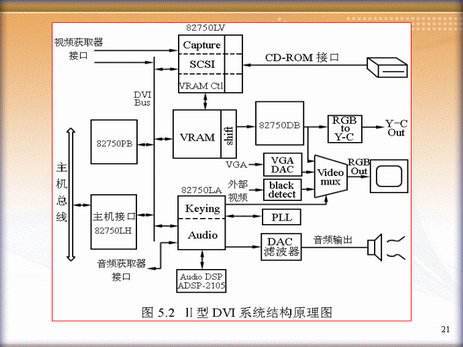 82750LV
视频获取器
接口
Capture
SCSI
VRAM Ctl
CD-ROM 接口
DVI
Bus
82750PB
VRAM
shift
82750DB
RGB
to
Y-C
Y-C
Out
VGA
VGA
DAC
Video
mux
RGB
Out
外部
视频
black
detect
主
机
总
线
82750LA
Keying
Audio
PLL
主机接口
82750LH
音频获取器
接口
DAC
滤波器
音频输出
Audio DSP
ADSP-2105
图 5.2 Ⅱ型 DVI 系统结构原理图
21